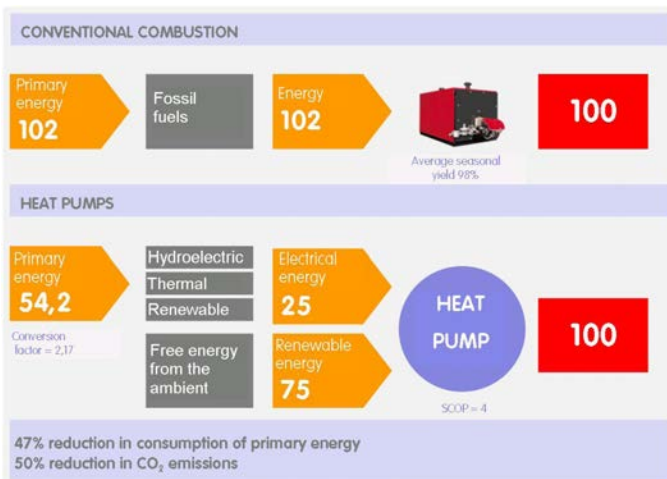 CONVENTIONAL COMBUSTION
Primary
energy
102
Fossil
fuels
Energy
102
Average seasonal
yield 98%
100
HEAT PUMPS
Primary
energy
54,2
Conversion
factor = 2,17
Hydroelectric
Thermal
Renewable
Free energy
from the
ambient
Electrical
energy
25
Renewable
energy
75
HEAT
PUMP
SCOP = 4
100
47% reduction in consumption of primary energy
50% reduction in CO₂ emissions